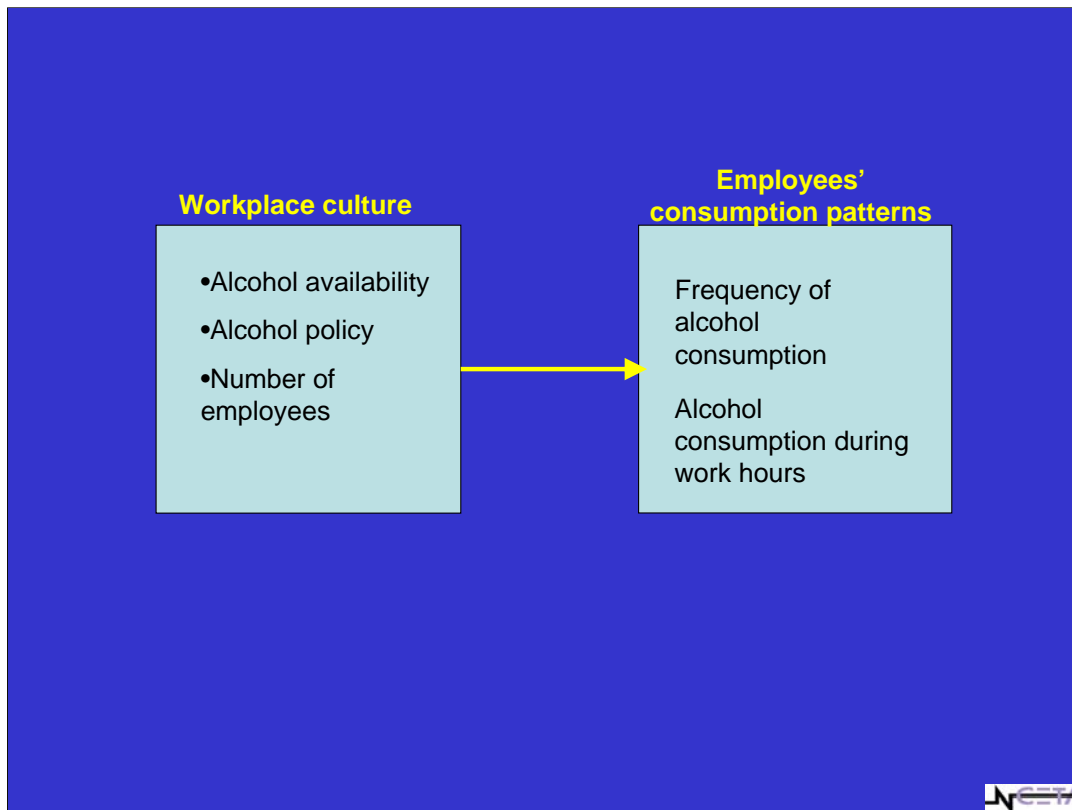 Workplace culture
•Alcohol availability
•Alcohol policy
•Number of
employees
Employees’
consumption patterns
Frequency of
alcohol
consumption
Alcohol
consumption during
work hours
NCETA